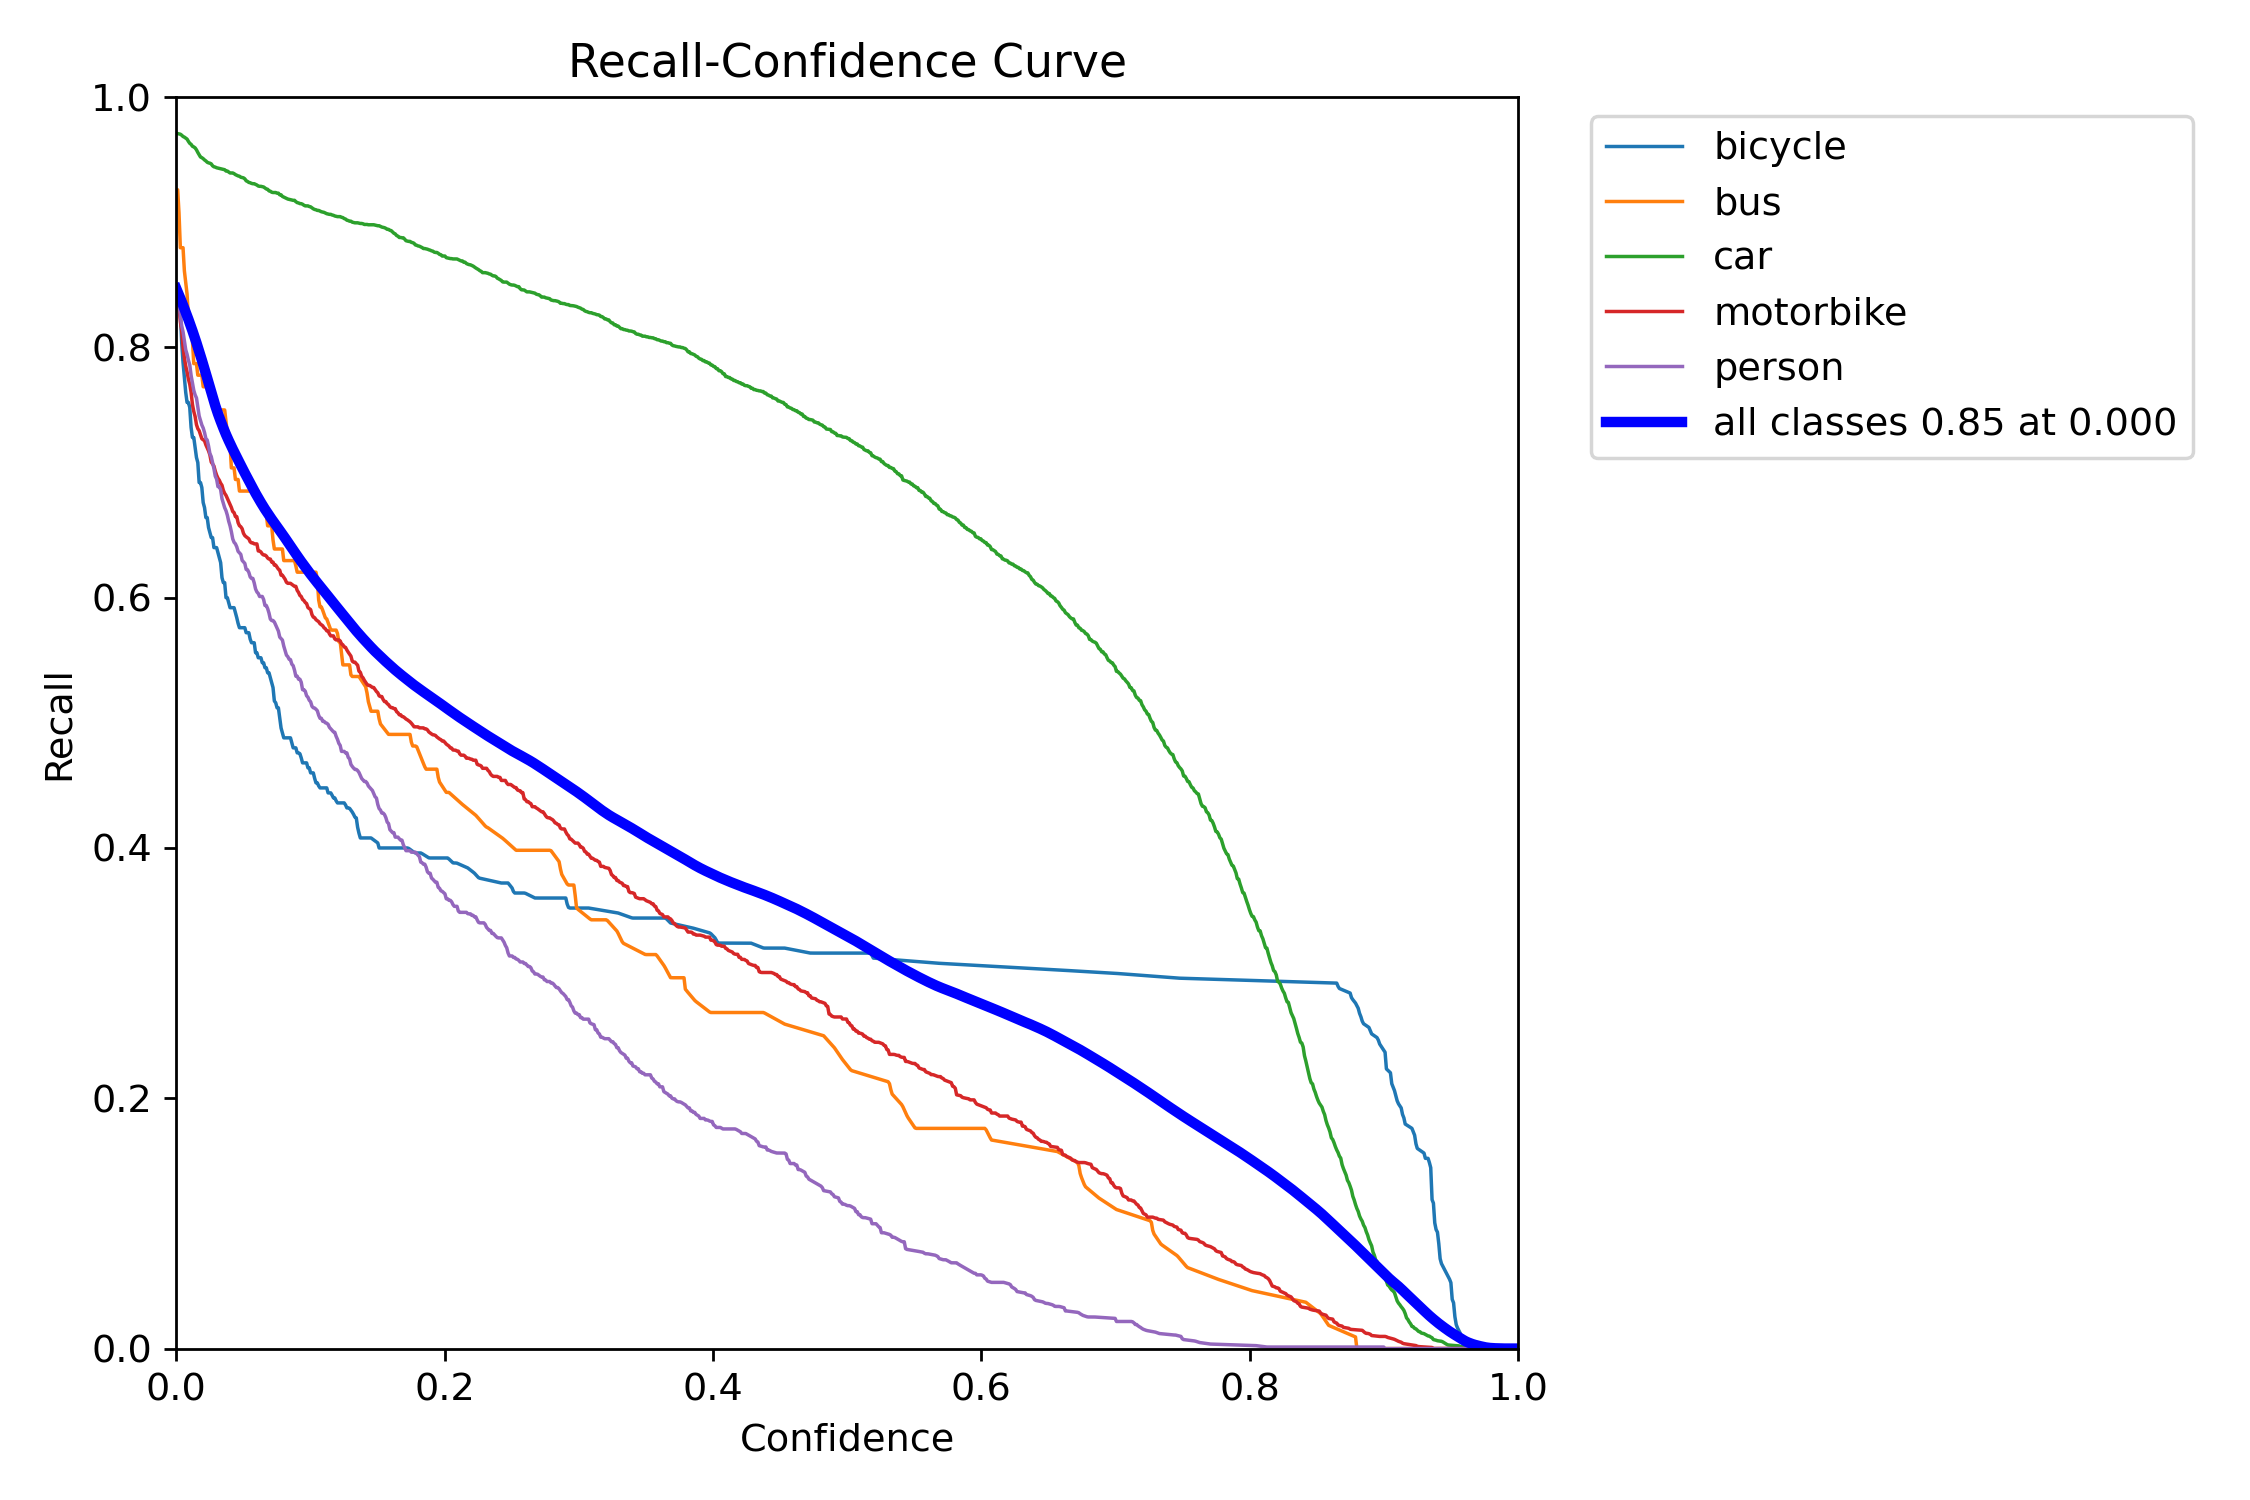 Recall-Confidence Curve
1.0
0.8
0.6
0.4
0.2
0.0
Recall
0.0 0.2 0.4 0.6 0.8 1.0
Confidence
bicycle
bus
car
motorbike
person
all classes 0.85 at 0.000